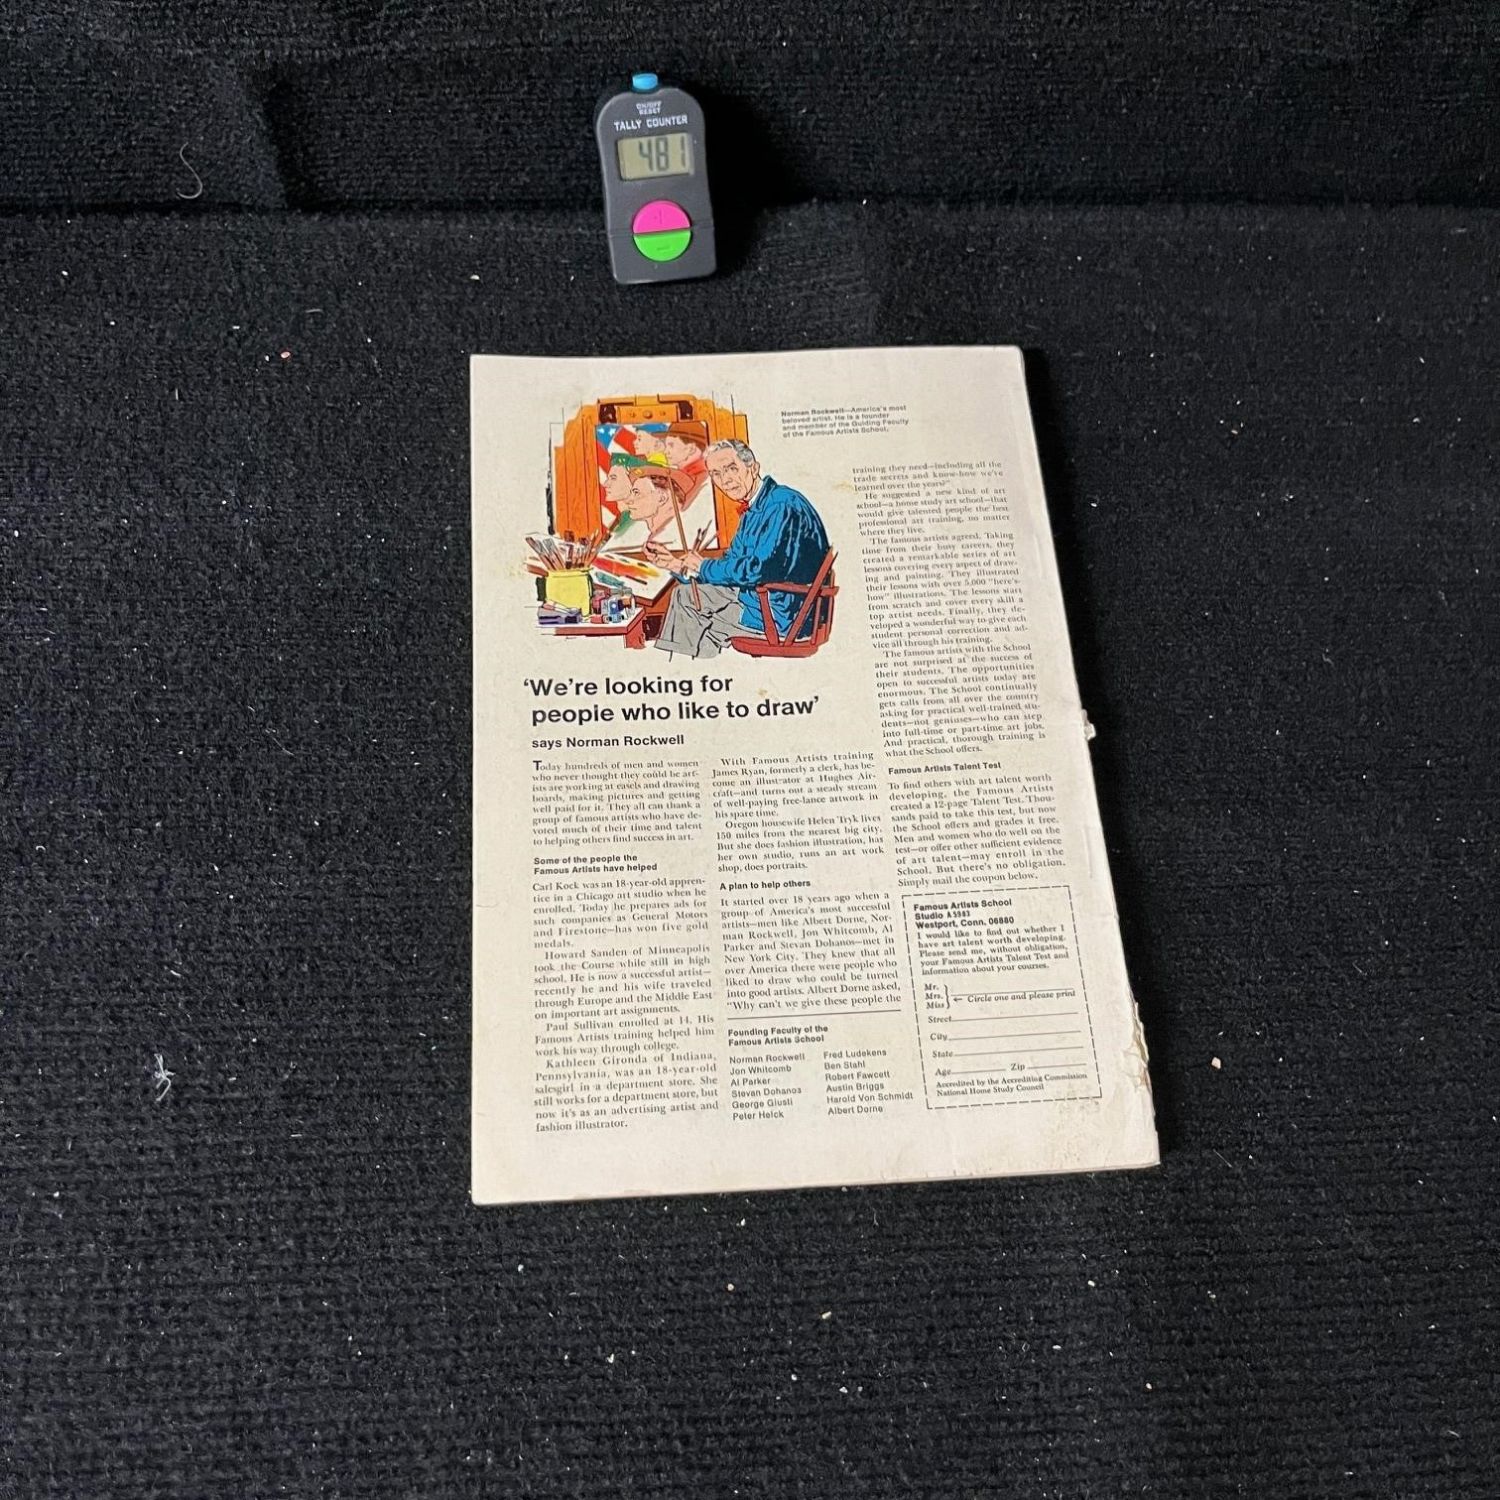 ON/OFF
RESET
TALLY COUNTER
481
Norman Rockwell—America's most
beloved artist. He is a founder
and member of the Guiding Faculty
of the Famous Artists School.
'We're looking for
people who like to draw'
says Norman Rockwell
Today hundreds of men and women
who never thought they could be art-
ists are working at easels and drawing
boards, making pictures and getting
well paid for it. They all can thank a
group of famous artists who have de-
voted much of their time and talent
to helping others find success in art.
Some of the people the
Famous Artists have helped
Carl Kock was an 18-year-old appren-
tice in a Chicago art studio when he
enrolled. Today he prepares ads for
such companies as General Motors
and Firestone—has won five gold
medals.
Howard Sanden of Minneapolis
took the Course while still in high
school. He is now a successful artist—
recently he and his wife traveled
through Europe and the Middle East
on important art assignments.
Paul Sullivan enrolled at 14. His
Famous Artists training helped him
work his way through college.
Kathleen Gironda of Indiana,
Pennsylvania, was an 18-year-old
salesgirl in a department store. She
still works for a department store, but
now it's as an advertising artist and
fashion illustrator.
With Famous Artists training
James Ryan, formerly a clerk, has be-
come an illustrator at Hughes Air-
craft—and turns out a steady stream
of well-paying free-lance artwork in
his spare time.
Oregon housewife Helen Tryk lives
150 miles from the nearest big city.
But she does fashion illustration, has
her own studio, runs an art work
shop, does portraits.
A plan to help others
It started over 18 years ago when a
group of America's most successful
artists—men like Albert Dorne, Nor-
man Rockwell, Jon Whitcomb, Al
Parker and Stevan Dohanos—met in
New York City. They knew that all
over America there were people who
liked to draw who could be turned
into good artists. Albert Dorne asked,
"Why can't we give these people the
training they need—including all the
trade secrets and know-how we've
learned over the years?"
He suggested a new kind of art
school—a home study art school—that
would give talented people the best
professional art training, no matter
where they live.
The famous artists agreed. Taking
time from their busy careers, they
created a remarkable series of art
lessons covering every aspect of draw-
ing and painting. They illustrated
their lessons with over 5,000 "here's-
how" illustrations. The lessons start
from scratch and cover every skill a
top artist needs. Finally, they de-
veloped a wonderful way to give each
student personal correction and ad-
vice all through his training.
The famous artists with the School
are not surprised at the success of
their students. The opportunities
open to successful artists today are
enormous. The School continually
gets calls from all over the country
asking for practical well-trained stu-
dents—not geniuses—who can step
into full-time or part-time art jobs.
And practical, thorough training is
what the School offers.
Famous Artists Talent Test
To find others with art talent worth
developing, the Famous Artists
created a 12-page Talent Test. Thou-
sands paid to take this test, but now
the School offers and grades it free.
Men and women who do well on the
test—or offer other sufficient evidence
of art talent—may enroll in the
School. But there's no obligation.
Simply mail the coupon below.
Founding Faculty of the
Famous Artists School
Norman Rockwell
Jon Whitcomb
Al Parker
Stevan Dohanos
George Giusti
Peter Helck
Fred Ludekens
Ben Stahl
Robert Fawcett
Austin Briggs
Harold Von Schmidt
Albert Dorne
Famous Artists School
Studio A5983
Westport, Conn. 06880
I would like to find out whether I
have art talent worth developing.
Please send me, without obligation,
your Famous Artists Talent Test and
information about your courses.
Mr.
Mrs. ← Circle one and please print
Miss
Street
City
State
Age Zip
Accredited by the Accrediting Commission
National Home Study Council